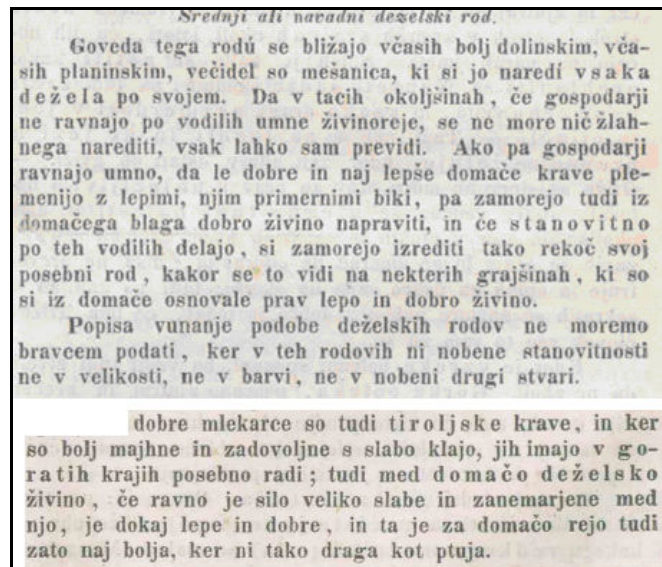 Srednji ali navadni deželski rod.
Goveda tega rodú se bližajo včasih bolj dolinskim, vča-
sih planinskim, večidel so mešanica, ki si jo naredí vsaka
dežela po svojem. Da v tacih okoljšinah, če gospodarji
ne ravnajo po vodilih umne živinoreje, se ne more nič žlah-
nega narediti, vsak lahko sam previdi. Ako pa gospodarji
ravnajo umno, da le dobre in naj lepše domače krave ple-
menijo z lepimi, njim primernimi biki, pa zamorejo tudi iz
domačega blaga dobro živino napraviti, in če stanovitno
po teh vodilih delajo, si zamorejo izrediti tako rekoč svoj
posebni rod, kakor se to vidi na nekterih grajšinah, ki so
si iz domače osnovale prav lepo in dobro živino.
Popisa vunanje podobe deželskih rodov ne moremo
bravcem podati, ker v teh rodovih ni nobene stanovitnosti
ne v velikosti, ne v barvi, ne v nobeni drugi stvari.
dobre mlekarce so tudi tiroljske krave, in ker
so bolj majhne in zadovoljne s slabo klajo, jih imajo v go-
ratih krajih posebno radi; tudi med domačo deželsko
živino, če ravno je silo veliko slabe in zanemarjene med
njo, je dokaj lepe in dobre, in ta je za domačo rejo tudi
zato naj bolja, ker ni tako draga kot ptuja.